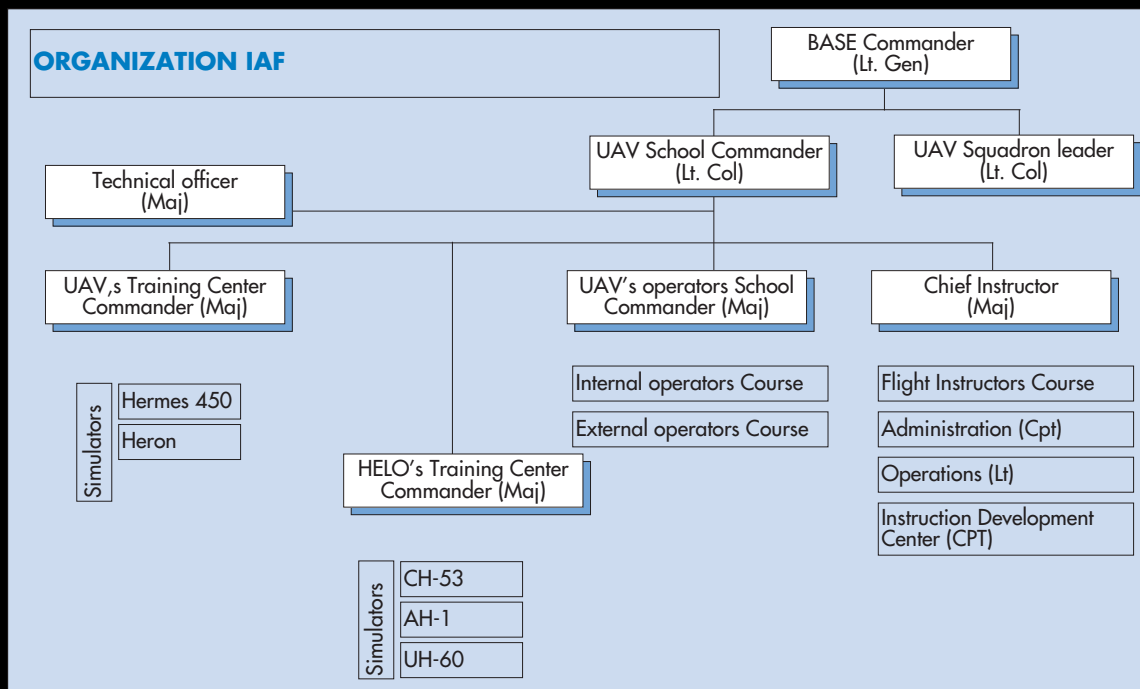 ORGANIZATION IAF
BASE Commander
(Lt. Gen)
UAV School Commander
(Lt. Col)
UAV Squadron leader
(Lt. Col)
Technical officer
(Maj)
UAV,s Training Center
Commander (Maj)
UAV's operators School
Commander (Maj)
Chief Instructor
(Maj)
Simulators
Hermes 450
Heron
Internal operators Course
External operators Course
Flight Instructors Course
Administration (Cpt)
Operations (Lt)
Instruction Development
Center (CPT)
HELO's Training Center
Commander (Maj)
Simulators
CH-53
AH-1
UH-60